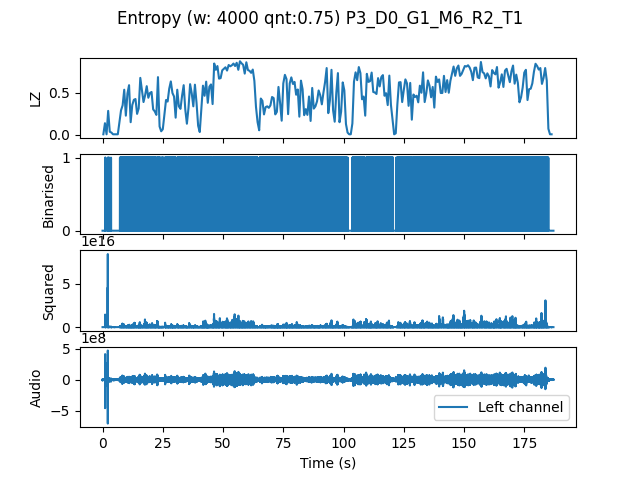 Entropy (w: 4000 qnt:0.75) P3_D0_G1_M6_R2_T1
LZ
0.5
0.0
Binarised
1
0
1e16
Squared
5
0
1e8
Audio
5
0
−5
Left channel
0 25 50 75 100 125 150 175
Time (s)